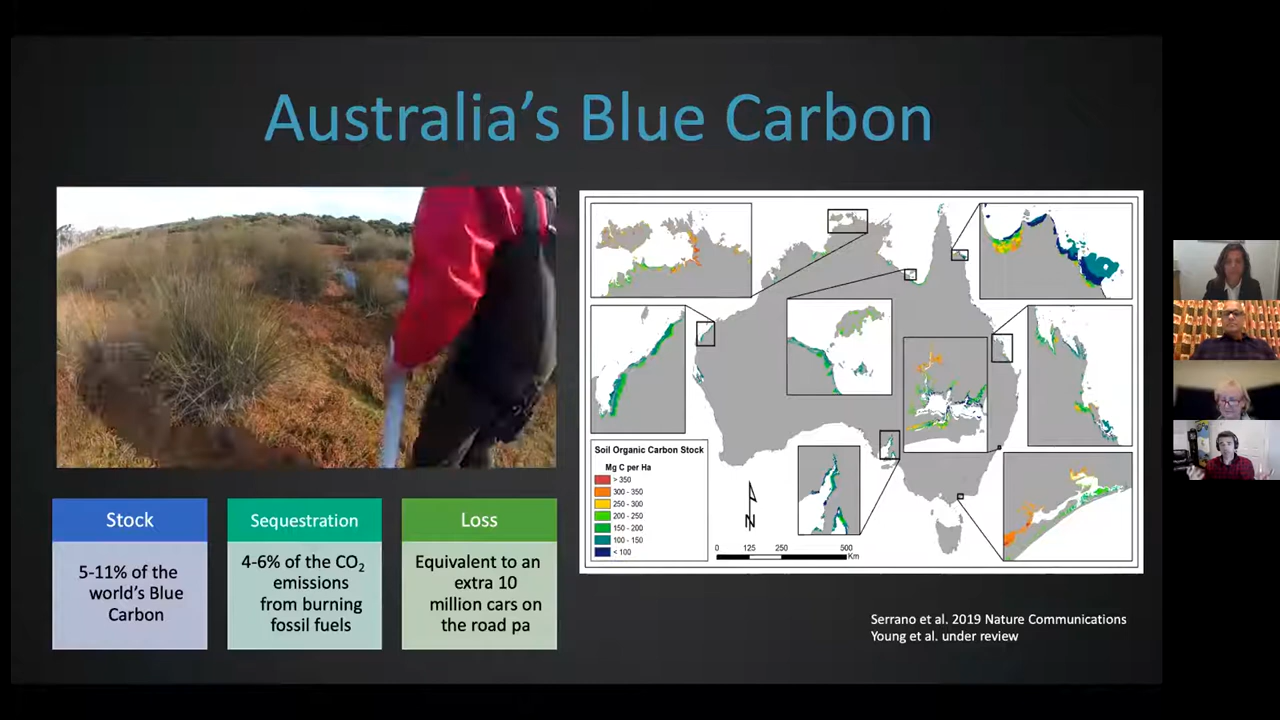 Australia's Blue Carbon
Soil Organic Carbon Stock
Mg C per Ha
> 350
300 - 350
250 - 300
200 - 250
150 - 200
100 - 150
< 100
N
0 125 250 500
Km
Stock
5-11% of the
world's Blue
Carbon
Sequestration
4-6% of the CO₂
emissions
from burning
fossil fuels
Loss
Equivalent to an
extra 10
million cars on
the road pa
Serrano et al. 2019 Nature Communications
Young et al. under review